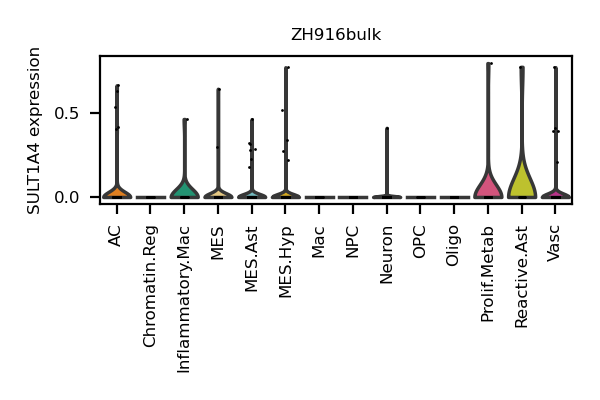 ZH916bulk
SULT1A4 expression
0.5
0.0
AC
Chromatin.Reg
Inflammatory.Mac
MES
MES.Ast
MES.Hyp
Mac
NPC
Neuron
OPC
Oligo
Prolif.Metab
Reactive.Ast
Vasc